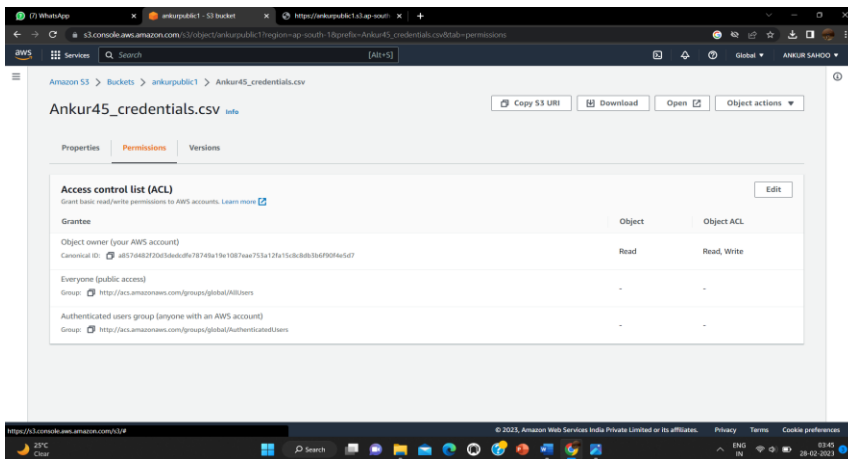 (7) WhatsApp
ankurpublic1 - S3 bucket
https://ankurpublic1.s3.ap-south
s3.console.aws.amazon.com/s3/object/ankurpublic1?region=ap-south-1&prefix=Ankur45_credentials.csv&tab=permissions
aws Services Search [Alt+S] Global ANKUR SAHOO
Amazon S3 > Buckets > ankurpublic1 > Ankur45_credentials.csv
Ankur45_credentials.csv Info
Copy S3 URI Download Open Object actions
Properties Permissions Versions
Access control list (ACL) Edit
Grant basic read/write permissions to AWS accounts. Learn more
Grantee Object Object ACL
Object owner (your AWS account)
Canonical ID: Read Read, Write
Everyone (public access)
Group: http://acs.amazonaws.com/groups/global/AllUsers - -
Authenticated users group (anyone with an AWS account)
Group: http://acs.amazonaws.com/groups/global/AuthenticatedUsers - -
https://s3.console.aws.amazon.com/s3/#
© 2023, Amazon Web Services India Private Limited or its affiliates. Privacy Terms Cookie preferences
25°C
Clear
Search
ENG
IN
03:45
28-02-2023